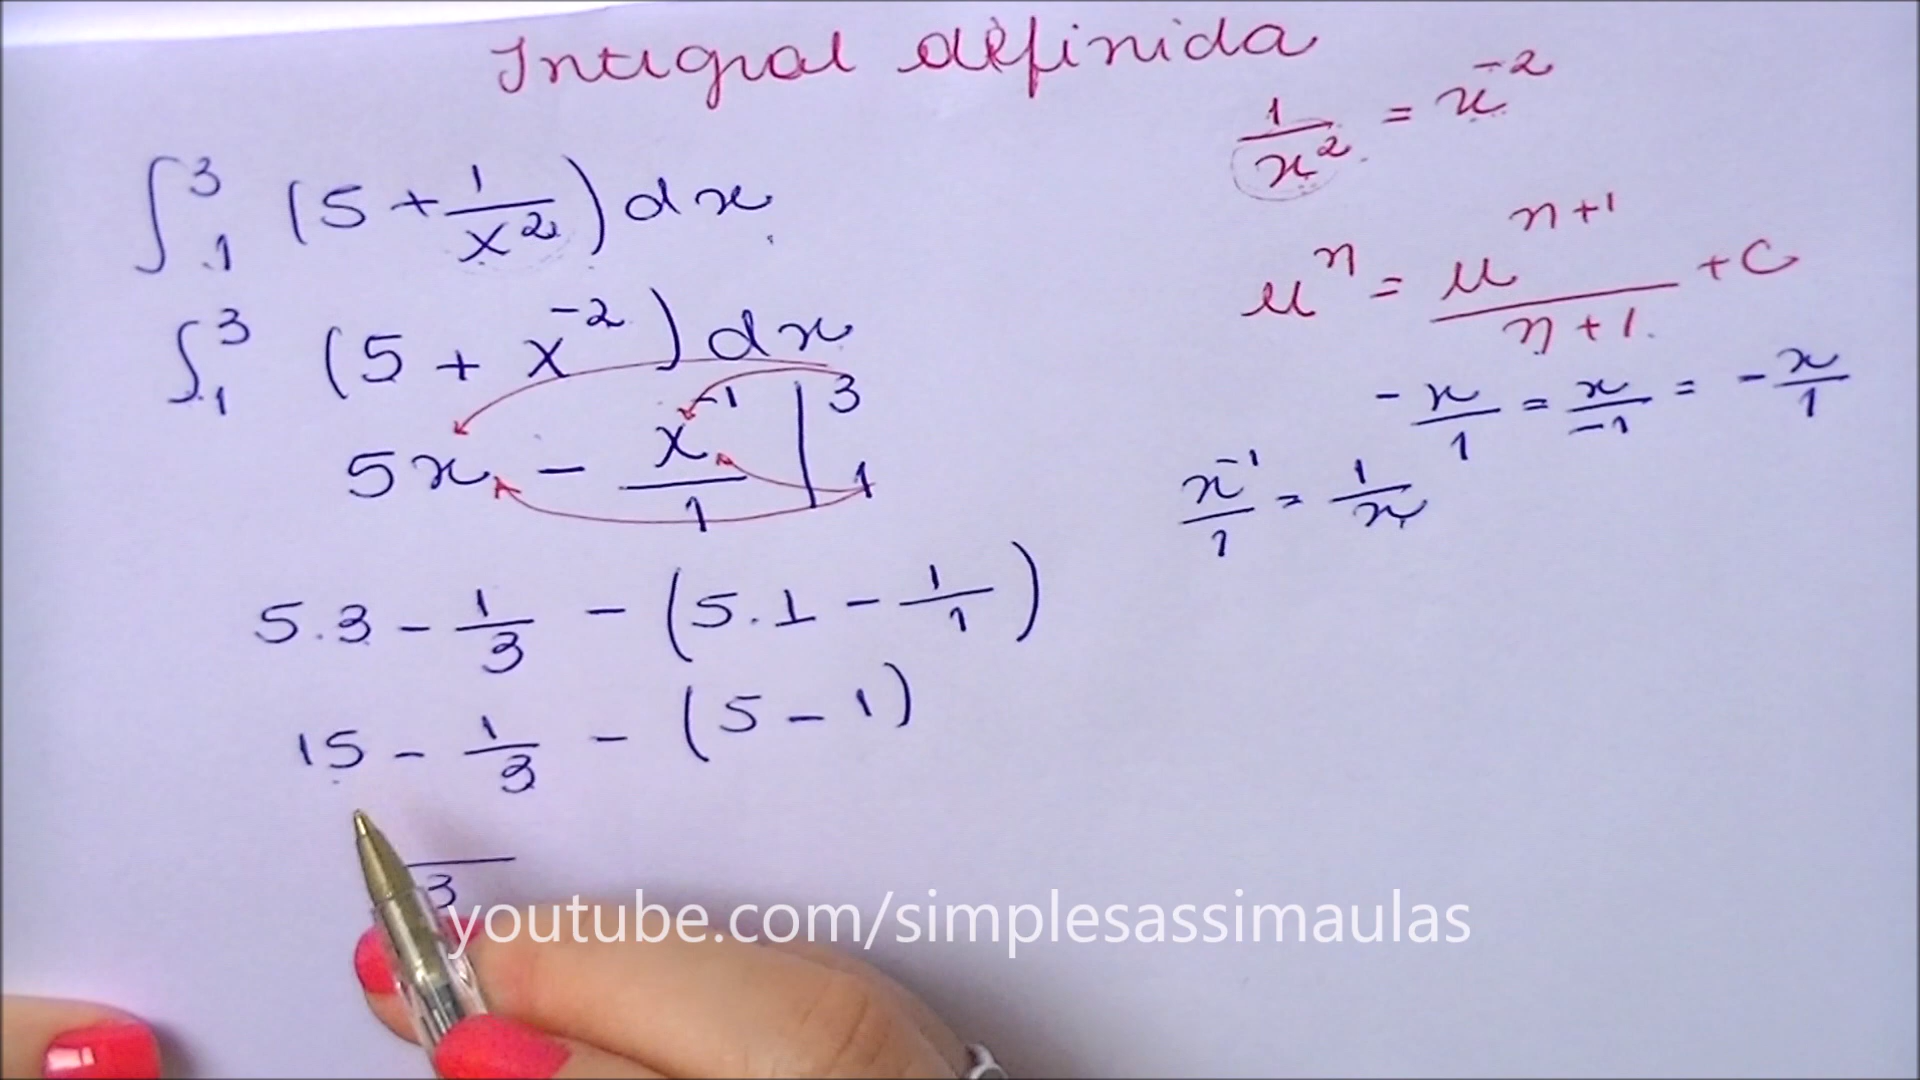 Integral definida
∫₁³ (5 + 1/x²) dx
∫₁³ (5 + x⁻²) dx
5x - x⁻¹/1 |₁³
5.3 - 1/3 - (5.1 - 1/1)
15 - 1/3 - (5 - 1)
3
1/x² = x⁻²
uⁿ = uⁿ⁺¹/n+1 + C
-x/1 = x/-1 = -x/1
x⁻¹/1 = 1/x
youtube.com/simplesassimaulas